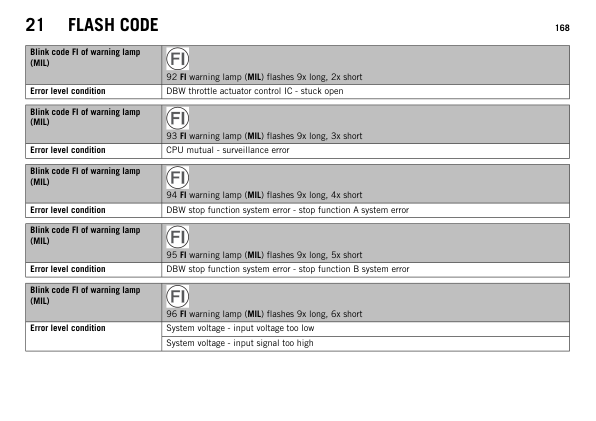 21 FLASH CODE 168
Blink code FI of warning lamp
(MIL)
FI
92 FI warning lamp (MIL) flashes 9x long, 2x short
Error level condition DBW throttle actuator control IC - stuck open
Blink code FI of warning lamp
(MIL)
FI
93 FI warning lamp (MIL) flashes 9x long, 3x short
Error level condition CPU mutual - surveillance error
Blink code FI of warning lamp
(MIL)
FI
94 FI warning lamp (MIL) flashes 9x long, 4x short
Error level condition DBW stop function system error - stop function A system error
Blink code FI of warning lamp
(MIL)
FI
95 FI warning lamp (MIL) flashes 9x long, 5x short
Error level condition DBW stop function system error - stop function B system error
Blink code FI of warning lamp
(MIL)
FI
96 FI warning lamp (MIL) flashes 9x long, 6x short
Error level condition System voltage - input voltage too low
System voltage - input signal too high